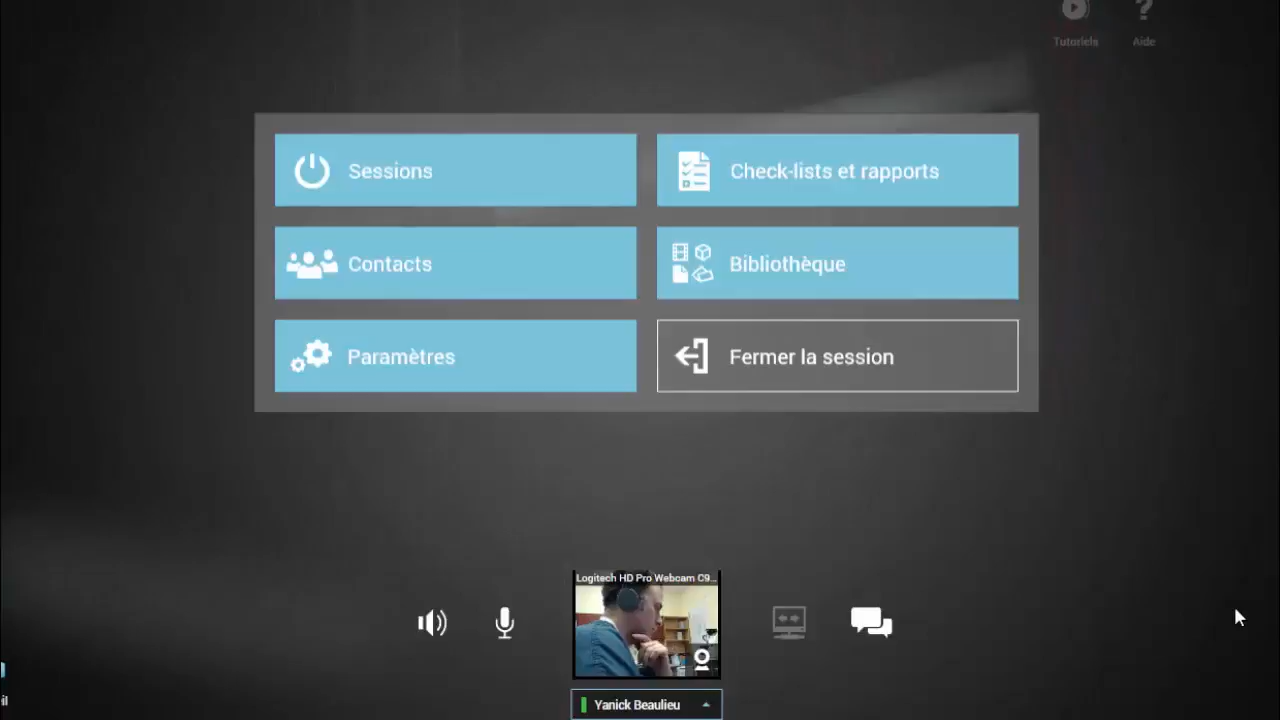 Tutoriels
Aide
Sessions
Check-lists et rapports
Contacts
Bibliothèque
Paramètres
Fermer la session
Logitech HD Pro Webcam C9...
Yanick Beaulieu